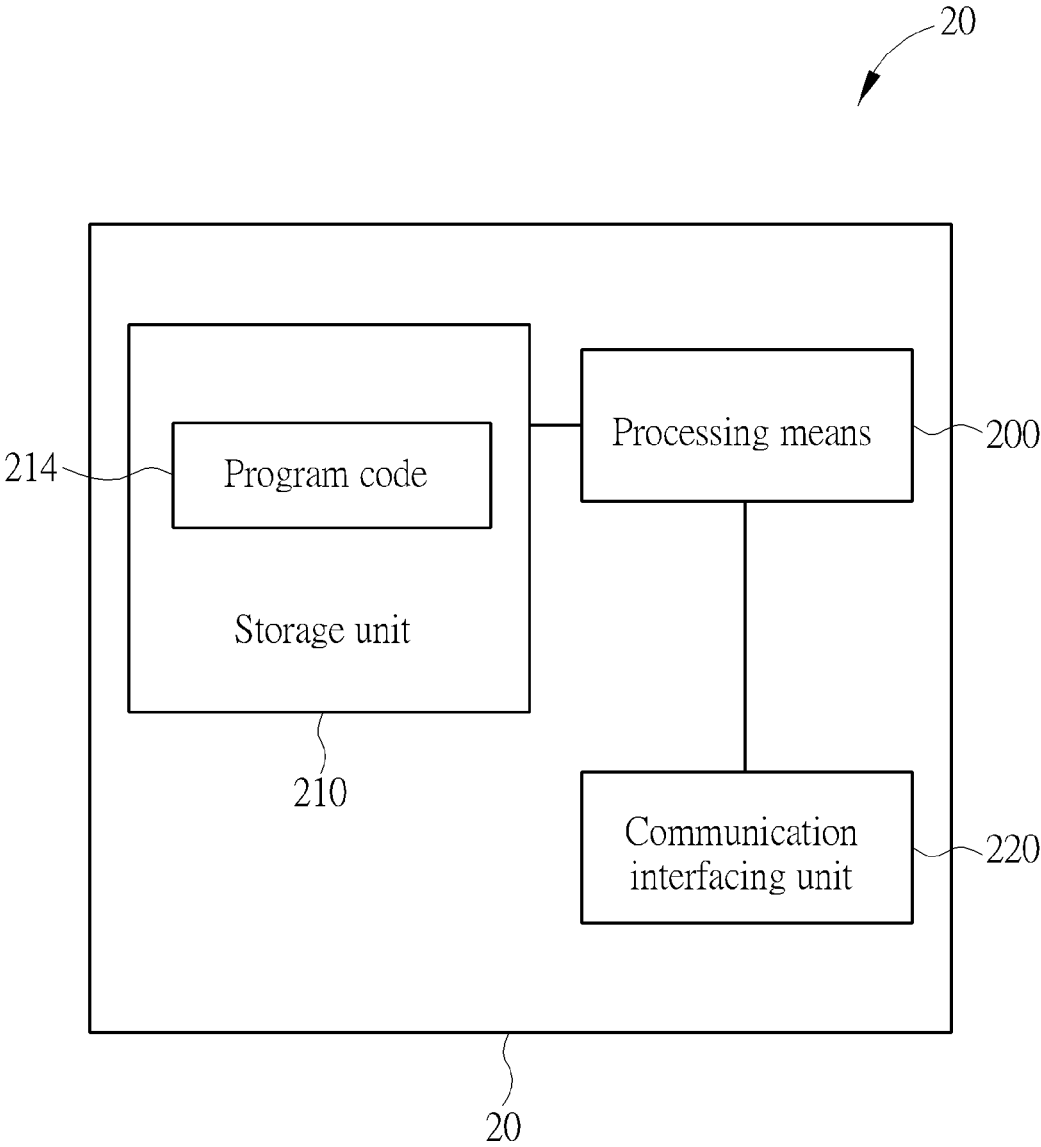 20
Processing means
200
214
Program code
Storage unit
210
Communication
interfacing unit
220
20